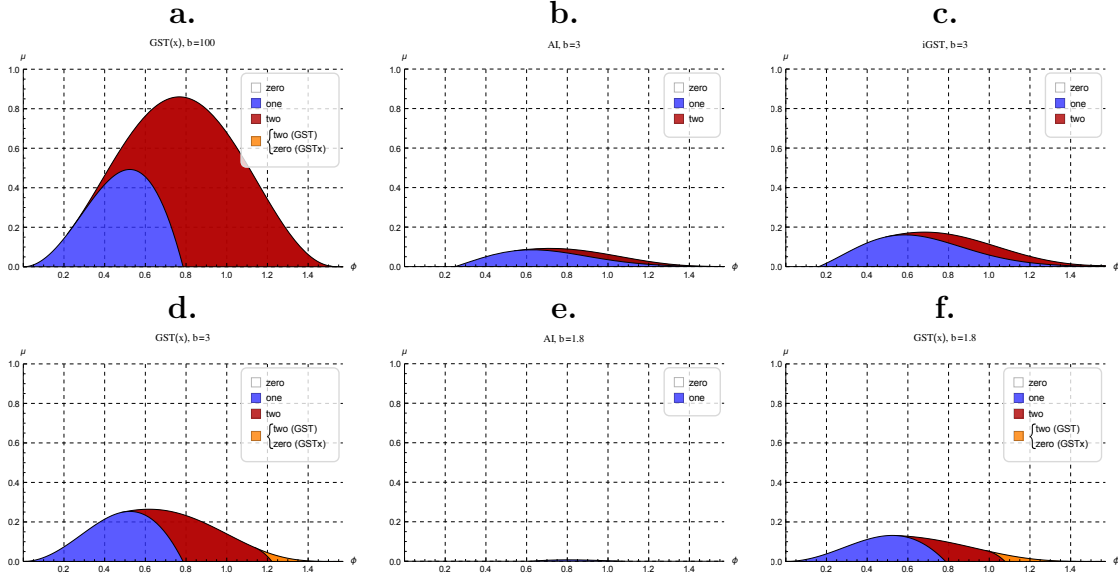 a.
GST(x), b=100
μ
1.0
0.8
0.6
0.4
0.2
0.0
0.2 0.4 0.6 0.8 1.0 1.2 1.4 ϕ
zero
one
two
two (GST)
zero (GSTx)
b.
AI, b=3
μ
1.0
0.8
0.6
0.4
0.2
0.0
0.2 0.4 0.6 0.8 1.0 1.2 1.4 ϕ
zero
one
two
c.
iGST, b=3
μ
1.0
0.8
0.6
0.4
0.2
0.0
0.2 0.4 0.6 0.8 1.0 1.2 1.4 ϕ
zero
one
two
d.
GST(x), b=3
μ
1.0
0.8
0.6
0.4
0.2
0.0
0.2 0.4 0.6 0.8 1.0 1.2 1.4 ϕ
zero
one
two
two (GST)
zero (GSTx)
e.
AI, b=1.8
μ
1.0
0.8
0.6
0.4
0.2
0.0
0.2 0.4 0.6 0.8 1.0 1.2 1.4 ϕ
zero
one
f.
GST(x), b=1.8
μ
1.0
0.8
0.6
0.4
0.2
0.0
0.2 0.4 0.6 0.8 1.0 1.2 1.4 ϕ
zero
one
two
two (GST)
zero (GSTx)